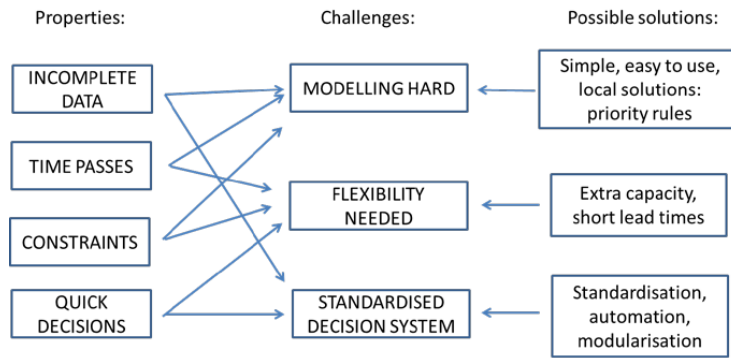 Properties:
Challenges:
Possible solutions:
INCOMPLETE
DATA
MODELLING HARD
Simple, easy to use,
local solutions:
priority rules
TIME PASSES
FLEXIBILITY
NEEDED
Extra capacity,
short lead times
CONSTRAINTS
QUICK
DECISIONS
STANDARDISED
DECISION SYSTEM
Standardisation,
automation,
modularisation